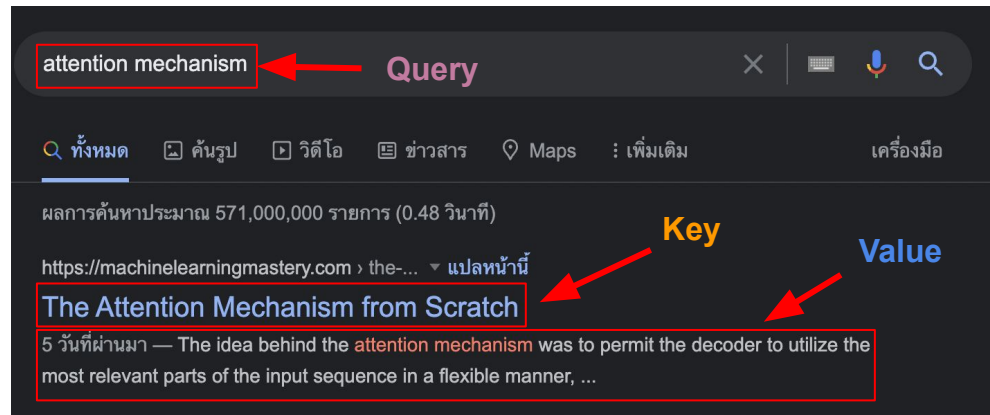 attention mechanism
Query
ทั้งหมด ค้นรูป วิดีโอ ข่าวสาร Maps เพิ่มเติม เครื่องมือ
ผลการค้นหาประมาณ 571,000,000 รายการ (0.48 วินาที)
Key
Value
https://machinelearningmastery.com › the-... แปลหน้านี้
The Attention Mechanism from Scratch
5 วันที่ผ่านมา — The idea behind the attention mechanism was to permit the decoder to utilize the
most relevant parts of the input sequence in a flexible manner, ...